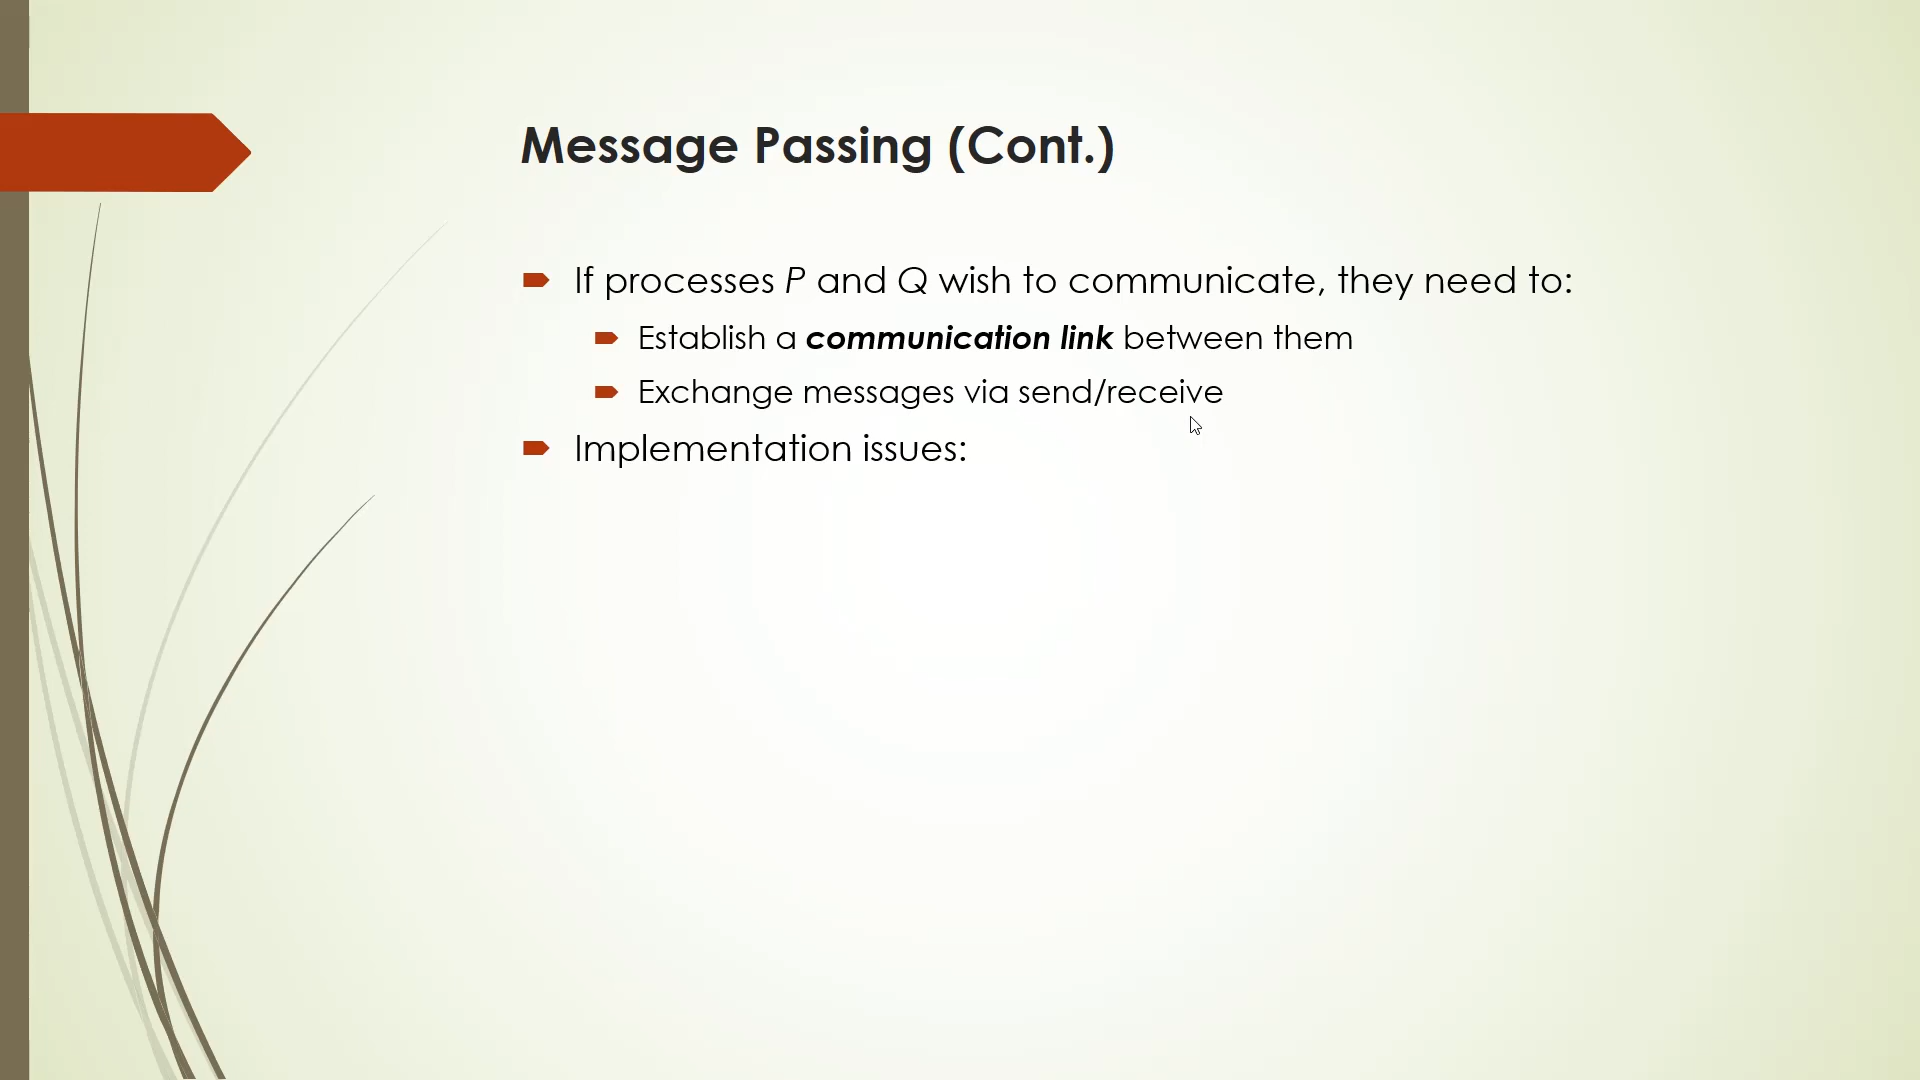 Message Passing (Cont.)
If processes P and Q wish to communicate, they need to:
Establish a communication link between them
Exchange messages via send/receive
Implementation issues: